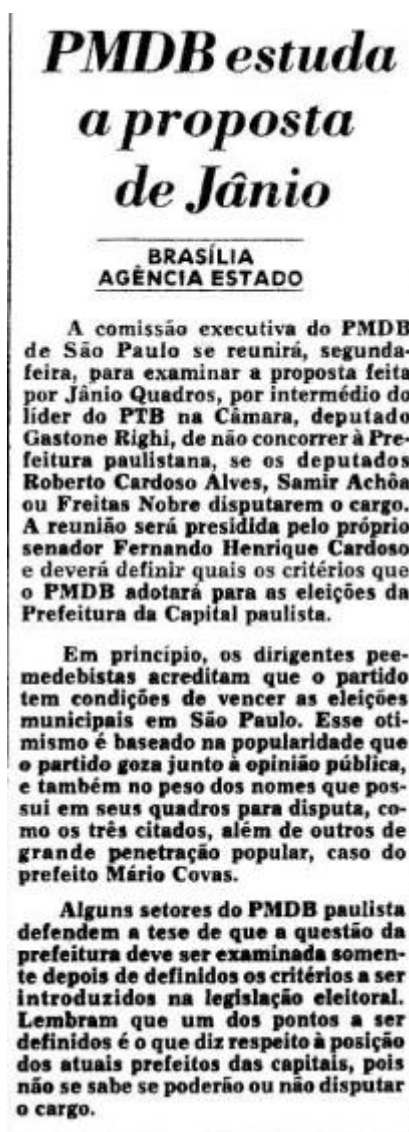 PMDB estuda
a proposta
de Jânio
BRASÍLIA
AGÊNCIA ESTADO
A comissão executiva do PMDB
de São Paulo se reunirá, segunda-
feira, para examinar a proposta feita
por Jânio Quadros, por intermédio do
líder do PTB na Câmara, deputado
Gastone Righi, de não concorrer à Pre-
feitura paulistana, se os deputados
Roberto Cardoso Alves, Samir Achôa
ou Freitas Nobre disputarem o cargo.
A reunião será presidida pelo próprio
senador Fernando Henrique Cardoso
e deverá definir quais os critérios que
o PMDB adotará para as eleições da
Prefeitura da Capital paulista.
Em princípio, os dirigentes pee-
medebistas acreditam que o partido
tem condições de vencer as eleições
municipais em São Paulo. Esse oti-
mismo é baseado na popularidade que
o partido goza junto à opinião pública,
e também no peso dos nomes que pos-
sui em seus quadros para disputa, co-
mo os três citados, além de outros de
grande penetração popular, caso do
prefeito Mário Covas.
Alguns setores do PMDB paulista
defendem a tese de que a questão da
prefeitura deve ser examinada somen-
te depois de definidos os critérios a ser
introduzidos na legislação eleitoral.
Lembram que um dos pontos a ser
definidos é o que diz respeito à posição
dos atuais prefeitos das capitais, pois
não se sabe se poderão ou não disputar
o cargo.